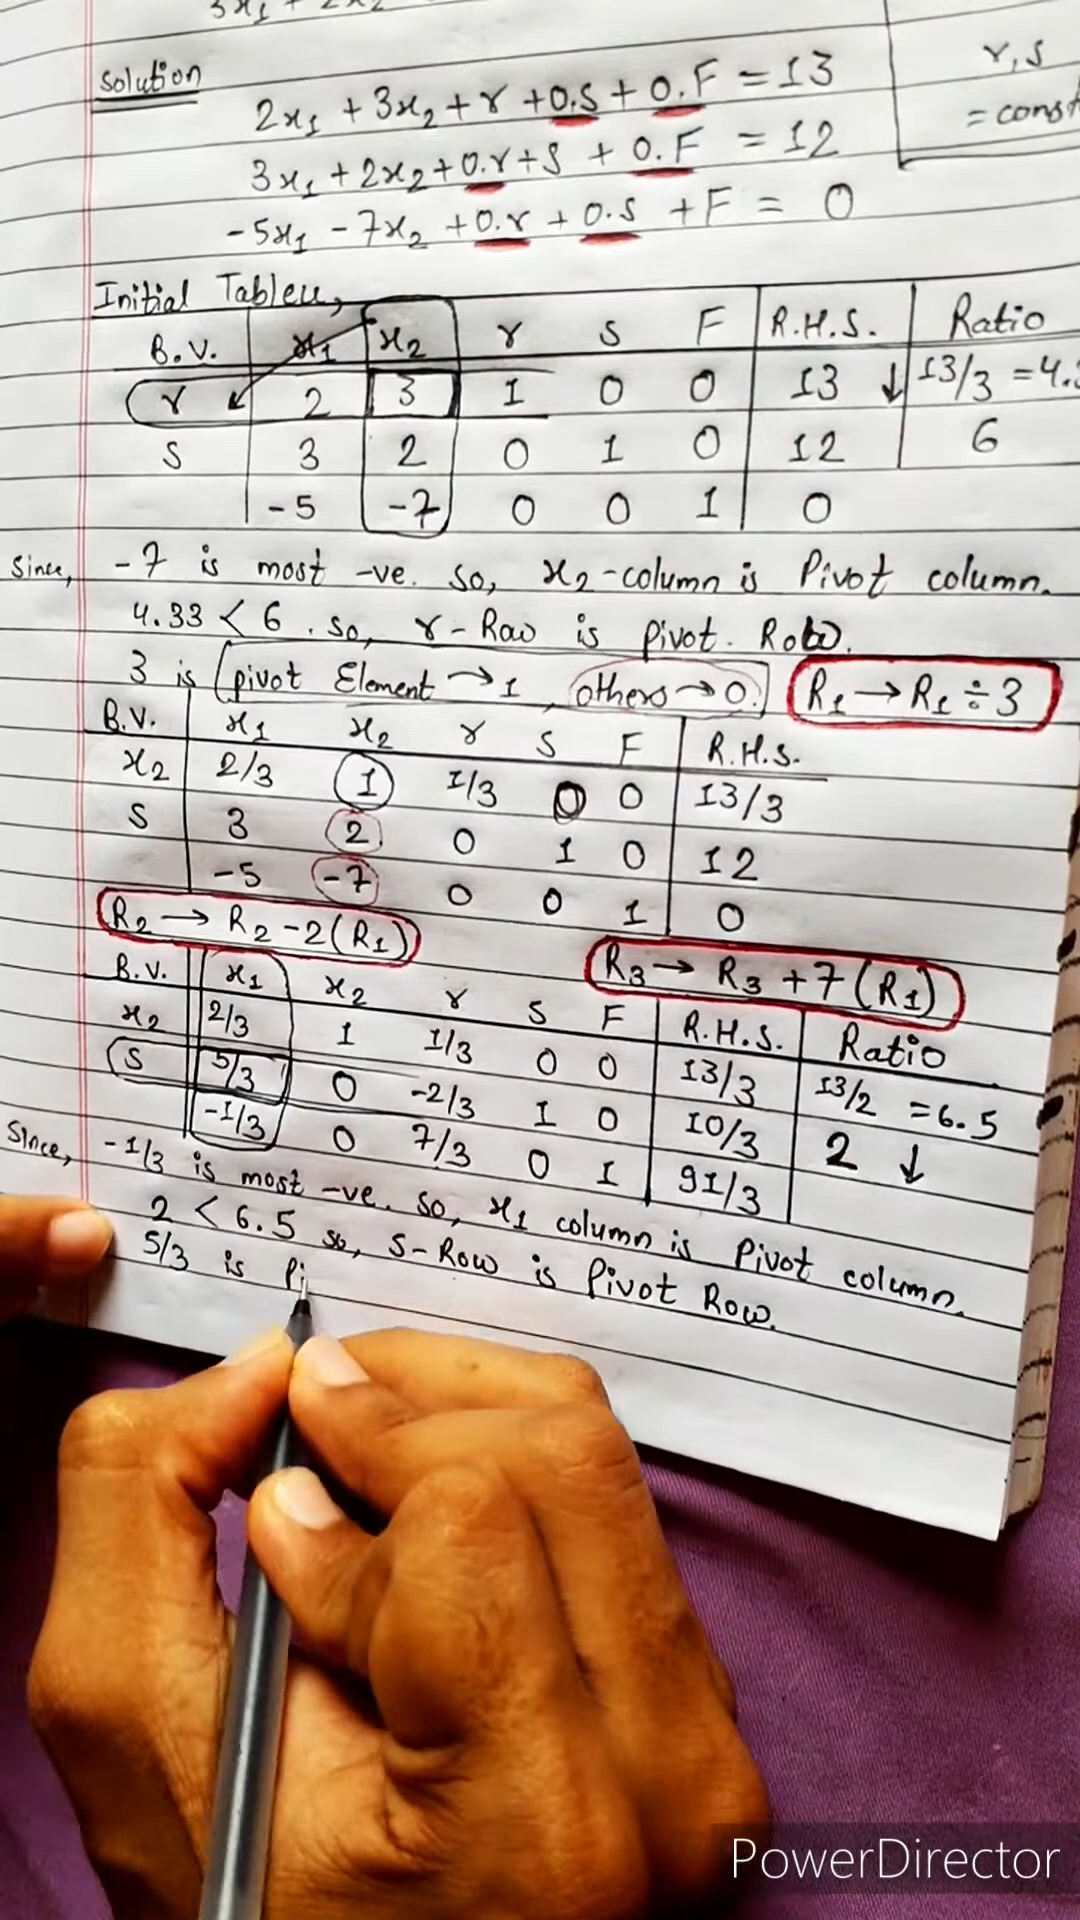 3x₁ + 2x₂
Solution
r, s
= const
2x₁ + 3x₂ + r + 0.s + 0.F = 13
3x₁ + 2x₂ + 0.r + s + 0.F = 12
-5x₁ - 7x₂ + 0.r + 0.s + F = 0
Initial Tableu,
B.V. x₁ x₂ r s F R.H.S. Ratio
r 2 3 1 0 0 13 ↓ 13/3 = 4.3
s 3 2 0 1 0 12 6
-5 -7 0 0 1 0
Since, -7 is most -ve. so, x₂-column is Pivot column.
4.33 < 6. so, r-Row is pivot Row.
3 is pivot Element → 1, others → 0. R₁ → R₁ ÷ 3
B.V. x₁ x₂ r s F R.H.S.
x₂ 2/3 1 1/3 0 0 13/3
s 3 2 0 1 0 12
-5 -7 0 0 1 0
R₂ → R₂ - 2(R₁)
R₃ → R₃ + 7(R₁)
B.V. x₁ x₂ r s F R.H.S. Ratio
x₂ 2/3 1 1/3 0 0 13/3 13/2 = 6.5
s 5/3 0 -2/3 1 0 10/3 2 ↓
-1/3 0 7/3 0 1 91/3
Since, -1/3 is most -ve. so, x₁ column is Pivot column.
2 < 6.5 so, s-Row is Pivot Row.
5/3 is Pi
PowerDirector